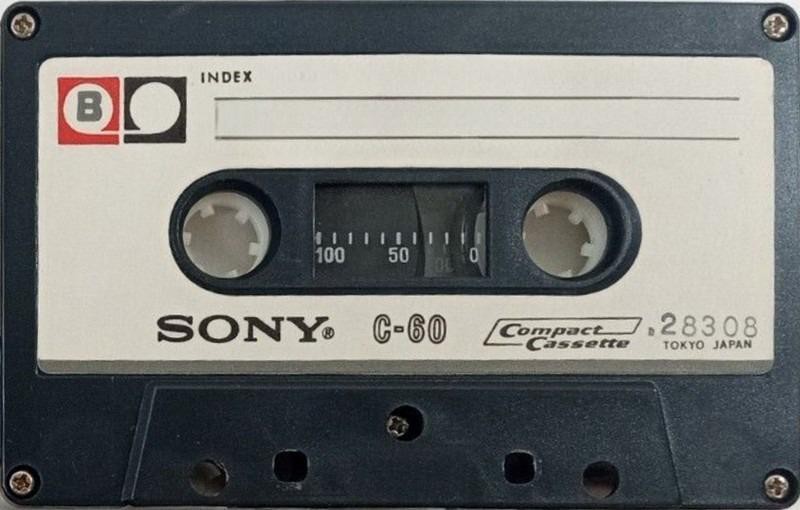 B
INDEX
100 50 0
SONY® C-60 Compact Cassette
28308
TOKYO JAPAN